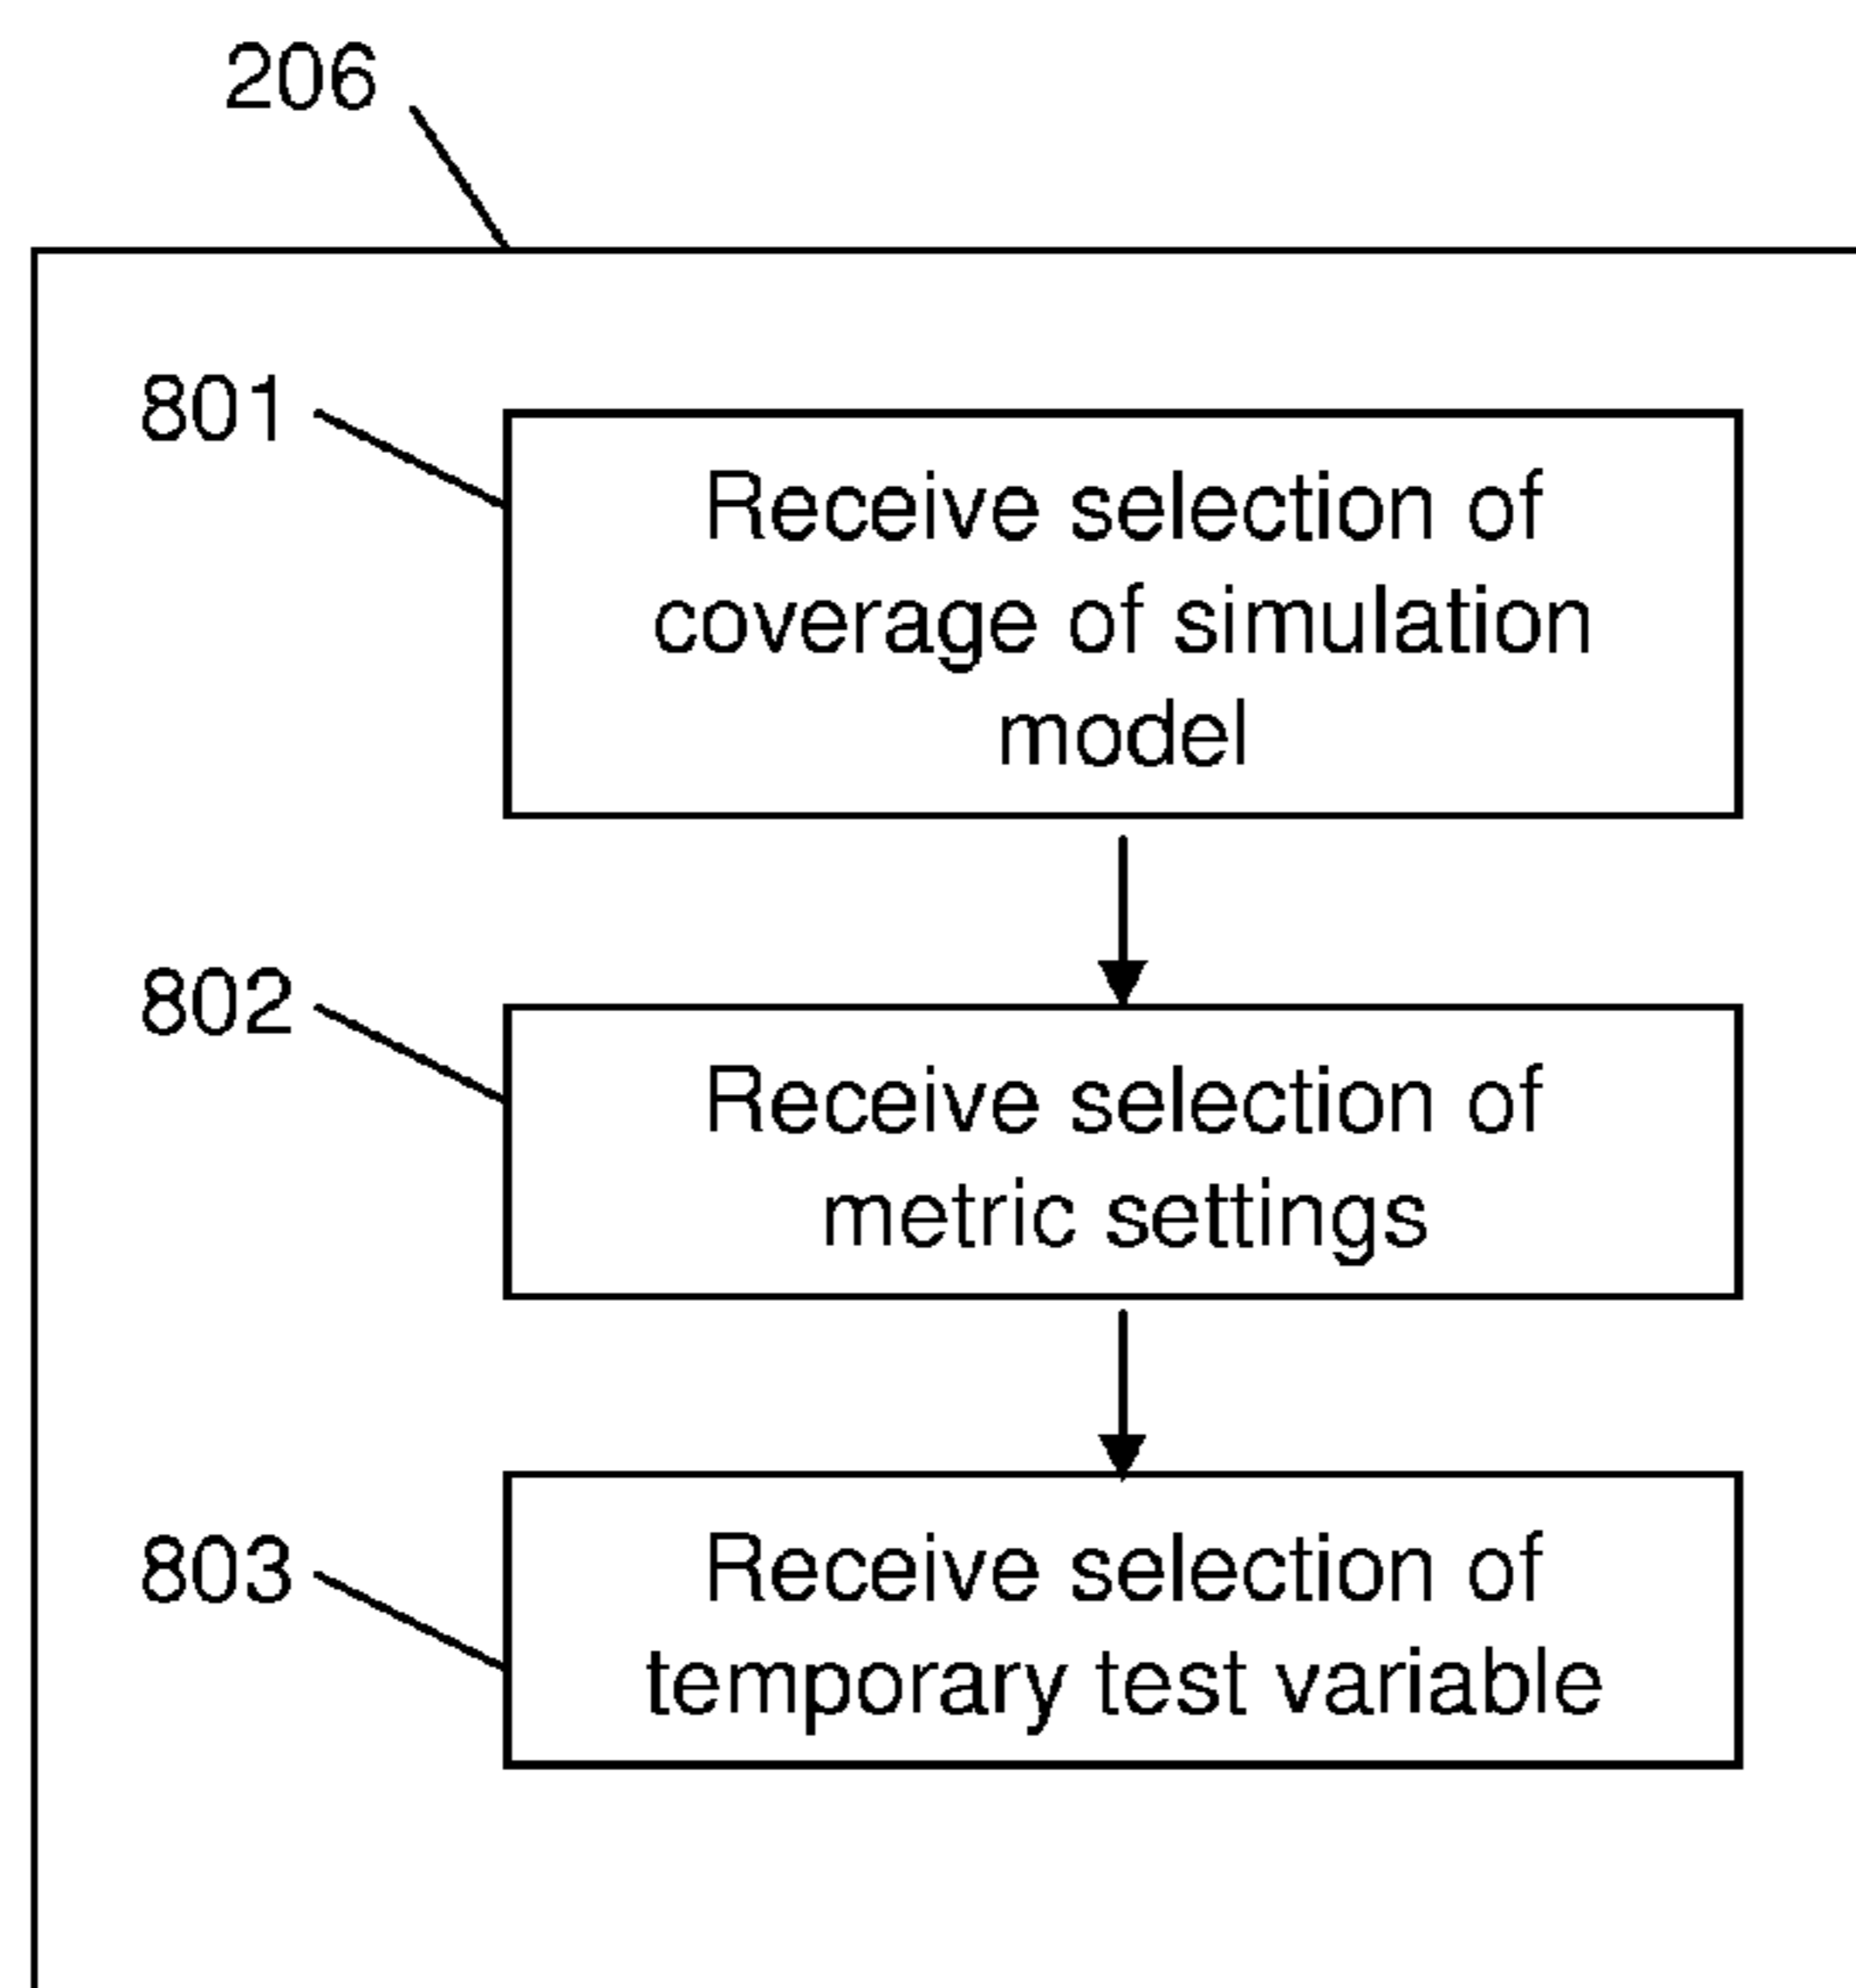 206
801
Receive selection of
coverage of simulation
model
802
Receive selection of
metric settings
803
Receive selection of
temporary test variable